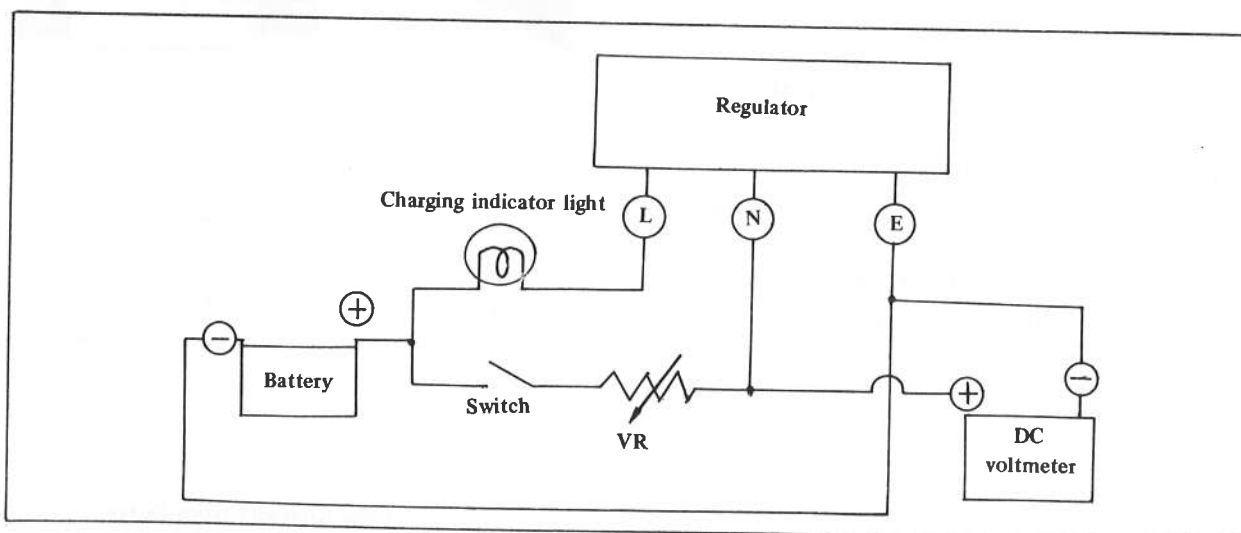 Regulator
Charging indicator light
L
N
E
+
−
Battery
Switch
VR
+
−
DC
voltmeter